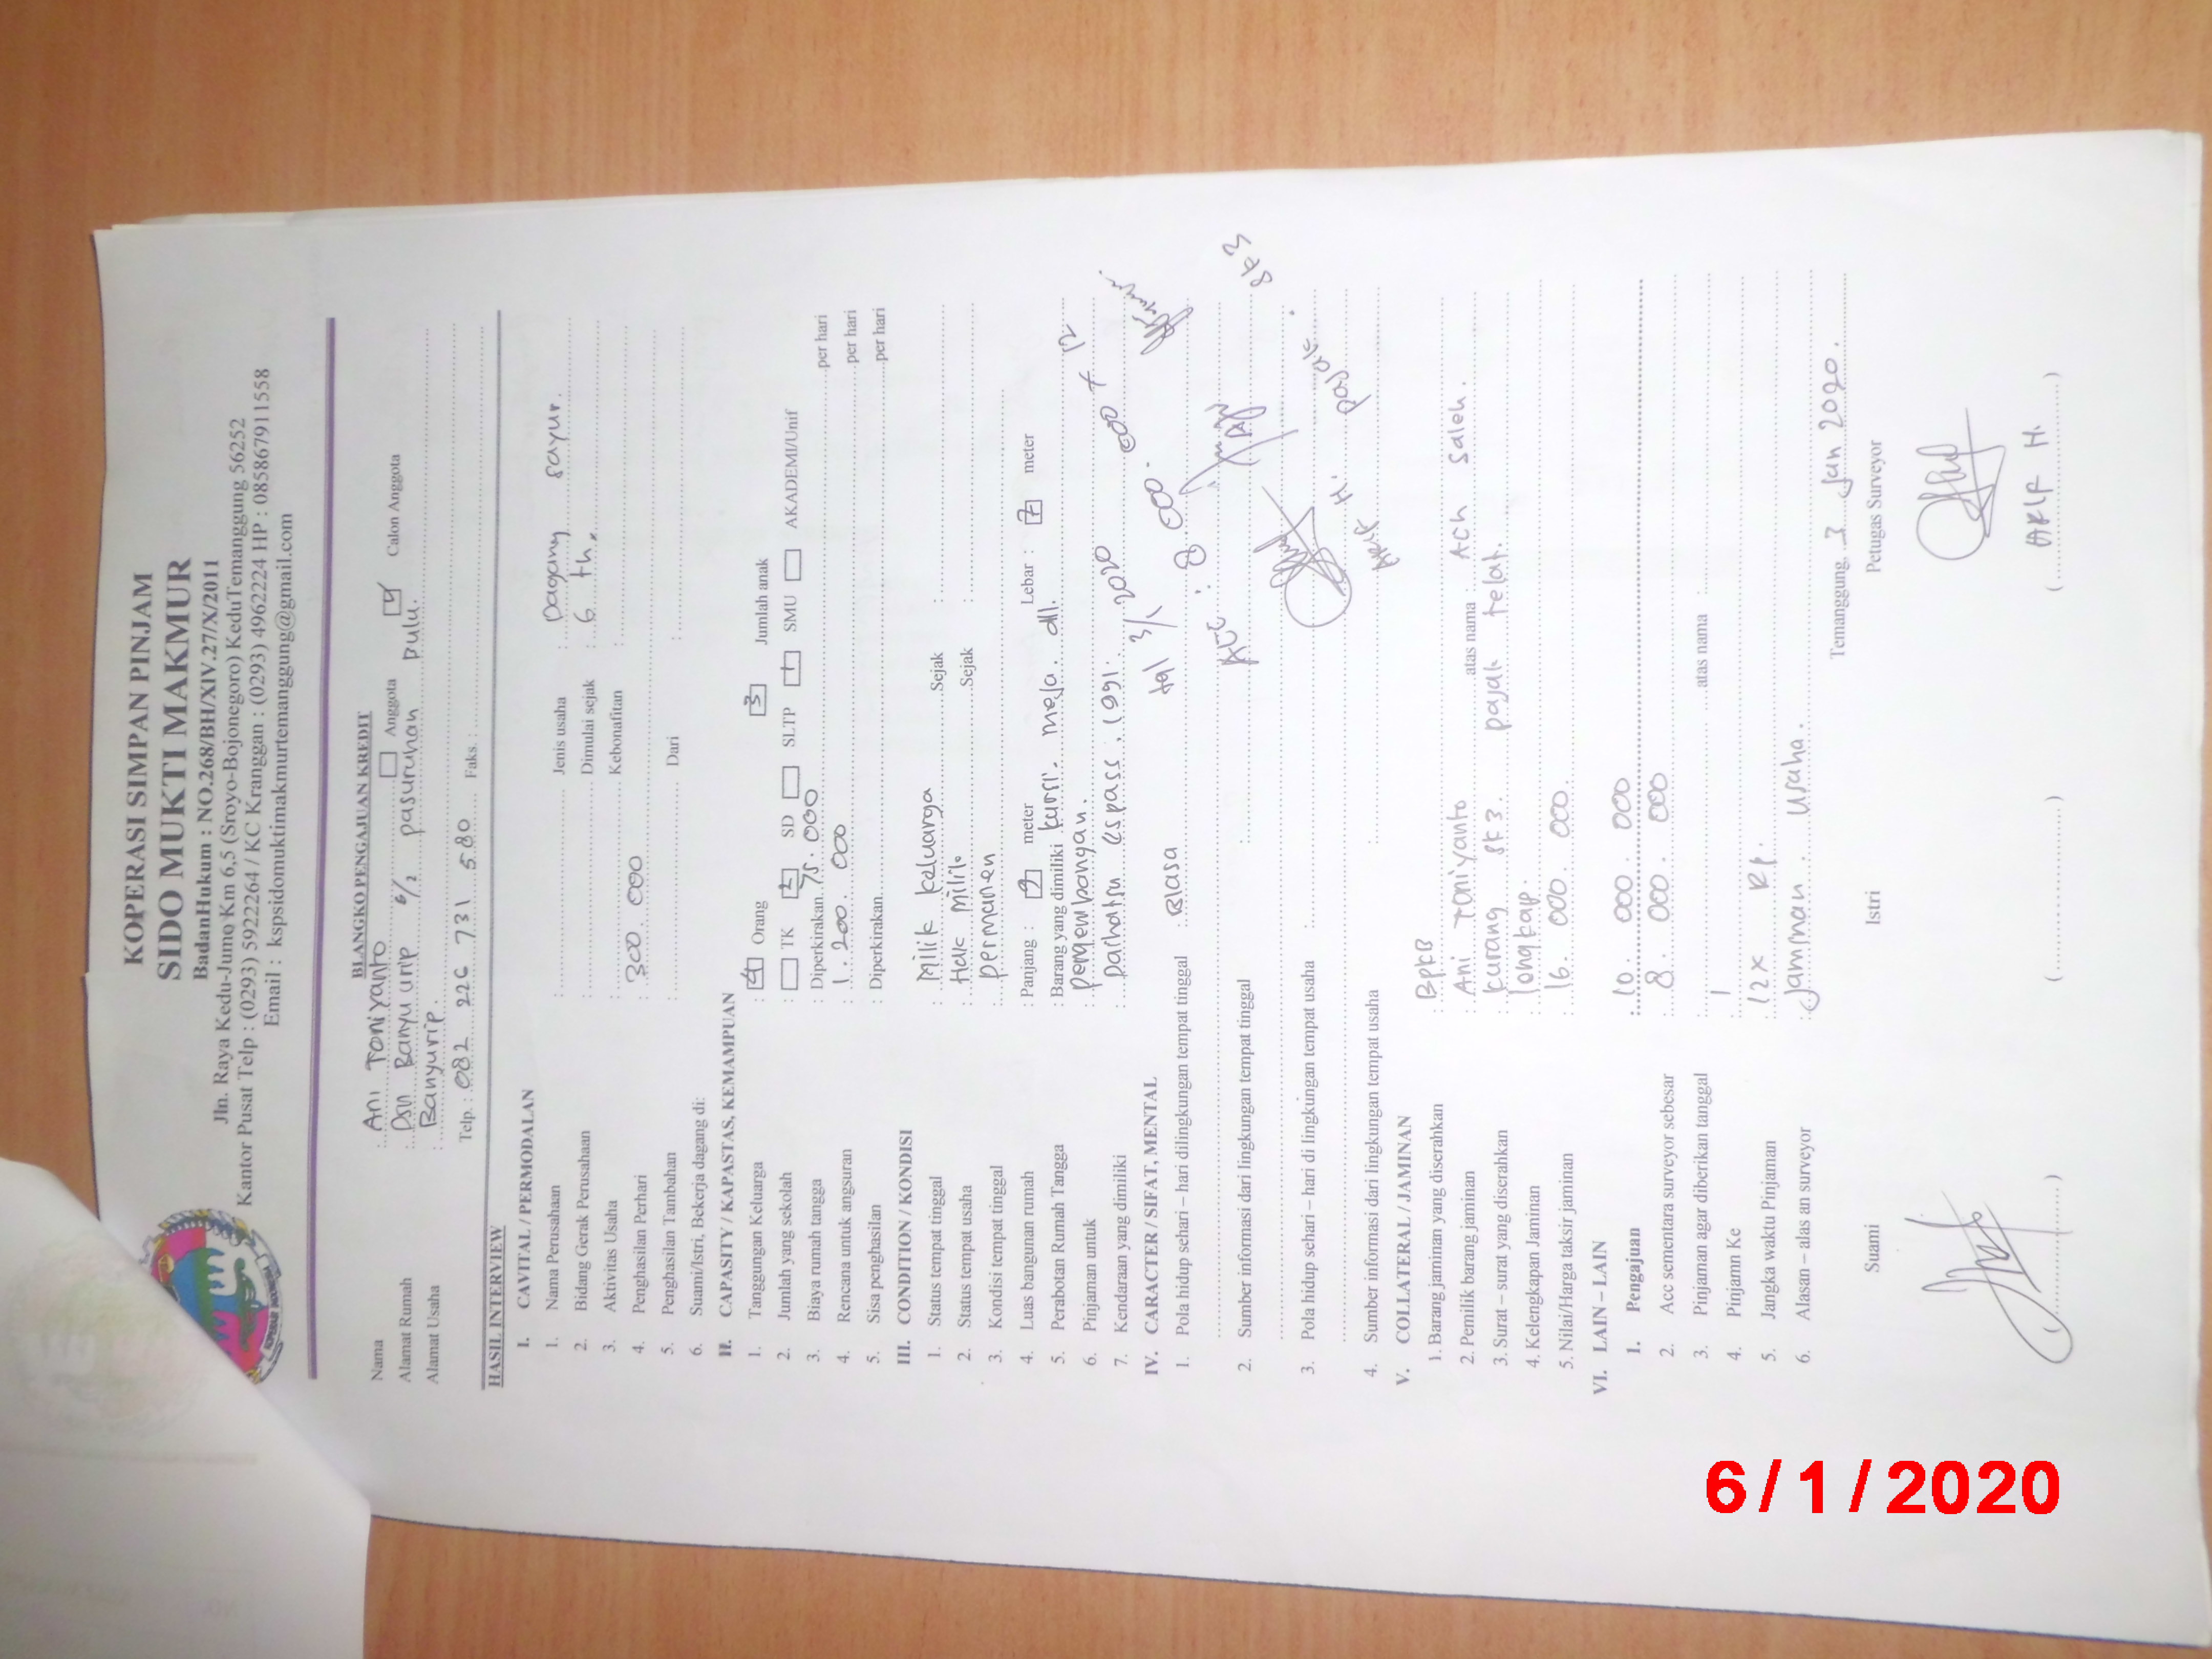 KOPERASI SIMPAN PINJAM
SIDO MUKTI MAKMUR
BadanHukum : NO.268/BH/XIV.27/X/2011
Jln. Raya Kedu-Jumo Km 6,5 (Sroyo-Bojonegoro) KeduTemanggung 56252
Kantor Pusat Telp : (0293) 5922264 / KC Kranggan : (0293) 4962224 HP : 085867911558
Email : kspsidomuktimakmurtemanggung@gmail.com
BLANGKO PENGAJUAN KREDIT
Nama : Ani Toniyanto Anggota Calon Anggota
Alamat Rumah : Dsn Banyu urip 6/2 pasuruhan pulu.
Alamat Usaha : Banyurip.
Telp. : 082 226 731 580 Faks. :
HASIL INTERVIEW
I. CAVITAL / PERMODALAN
1. Nama Perusahaan : Jenis usaha : Dagang sayur.
2. Bidang Gerak Perusahaan : Dimulai sejak : 6 th.
3. Aktivitas Usaha : Kebonafitan :
4. Penghasilan Perhari : 300.000
5. Penghasilan Tambahan : Dari :
6. Suami/Istri, Bekerja dagang di: :
II. CAPASITY / KAPASTAS, KEMAMPUAN
1. Tanggungan Keluarga : 4 Orang 3 Jumlah anak
2. Jumlah yang sekolah : TK SD SLTP SMU AKADEMI/Unif
3. Biaya rumah tangga : Diperkirakan 75.000 per hari
4. Rencana untuk angsuran : 1.200.000 per hari
5. Sisa penghasilan : Diperkirakan per hari
III. CONDITION / KONDISI
1. Status tempat tinggal : Milik keluarga Sejak :
2. Status tempat usaha : Hak milik Sejak :
3. Kondisi tempat tinggal : permanen
4. Luas bangunan rumah : Panjang : 9 meter Lebar : 7 meter
5. Perabotan Rumah Tangga : Barang yang dimiliki kursi. meja. dll.
6. Pinjaman untuk : pengembangan.
7. Kendaraan yang dimiliki : Daihatsu Espass. 1991.
IV. CARACTER / SIFAT, MENTAL
1. Pola hidup sehari – hari dilingkungan tempat tinggal : Biasa
tgl 3/1 2020
Acc : 8.000.000 x 12
2. Sumber informasi dari lingkungan tempat tinggal :
3. Pola hidup sehari – hari di lingkungan tempat usaha :
Arif H. pajak. sk3
4. Sumber informasi dari lingkungan tempat usaha :
V. COLLATERAL / JAMINAN
1. Barang jaminan yang diserahkan : BPKB
2. Pemilik barang jaminan : Ani Toniyanto atas nama : Ach Saleh.
3. Surat – surat yang diserahkan : kurang sk3. pajak telat.
4. Kelengkapan Jaminan : lengkap.
5. Nilai/Harga taksir jaminan : 16.000.000.
VI. LAIN – LAIN
1. Pengajuan : 10.000.000
2. Acc sementara surveyor sebesar : 8.000.000
3. Pinjaman agar diberikan tanggal : atas nama :
4. Pinjamn Ke : 1
5. Jangka waktu Pinjaman : 12x
6. Alasan – alas an surveyor : Jaminan. Usaha.
Temanggung, 3 Jan 2020.
Suami Istri Petugas Surveyor
(..............) (..............) (ARIF H.)
6/1/2020